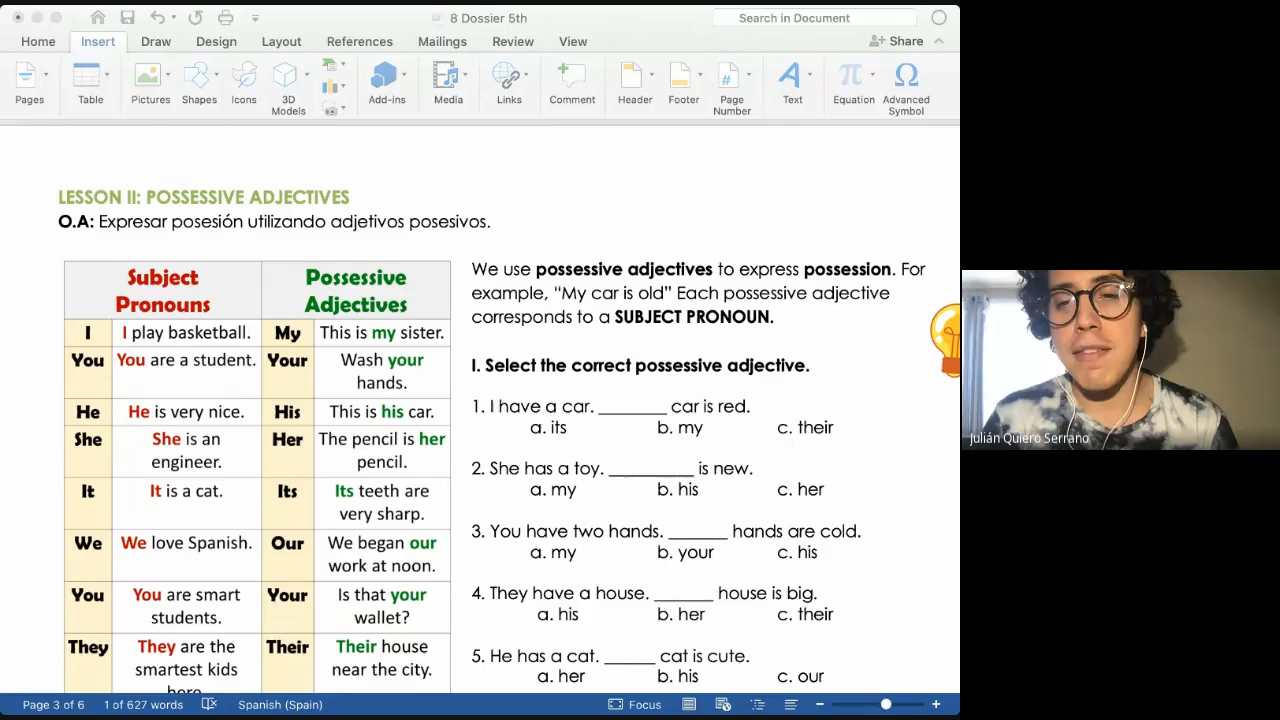 8 Dossier 5th
Search in Document
Home Insert Draw Design Layout References Mailings Review View
Share
Pages Table Pictures Shapes Icons 3D Models Add-ins Media Links Comment Header Footer Page Number Text Equation Advanced Symbol
LESSON II: POSSESSIVE ADJECTIVES
O.A: Expresar posesión utilizando adjetivos posesivos.
Subject Pronouns Possessive Adjectives
I I play basketball. My This is my sister.
You You are a student. Your Wash your hands.
He He is very nice. His This is his car.
She She is an engineer. Her The pencil is her pencil.
It It is a cat. Its Its teeth are very sharp.
We We love Spanish. Our We began our work at noon.
You You are smart students. Your Is that your wallet?
They They are the smartest kids here. Their Their house near the city.
We use possessive adjectives to express possession. For
example, “My car is old” Each possessive adjective
corresponds to a SUBJECT PRONOUN.
I. Select the correct possessive adjective.
1. I have a car. _______ car is red.
a. its b. my c. their
2. She has a toy. _________ is new.
a. my b. his c. her
3. You have two hands. ______ hands are cold.
a. my b. your c. his
4. They have a house. ______ house is big.
a. his b. her c. their
5. He has a cat. _____ cat is cute.
a. her b. his c. our
Julián Quiero Serrano
Page 3 of 6 1 of 627 words Spanish (Spain) Focus